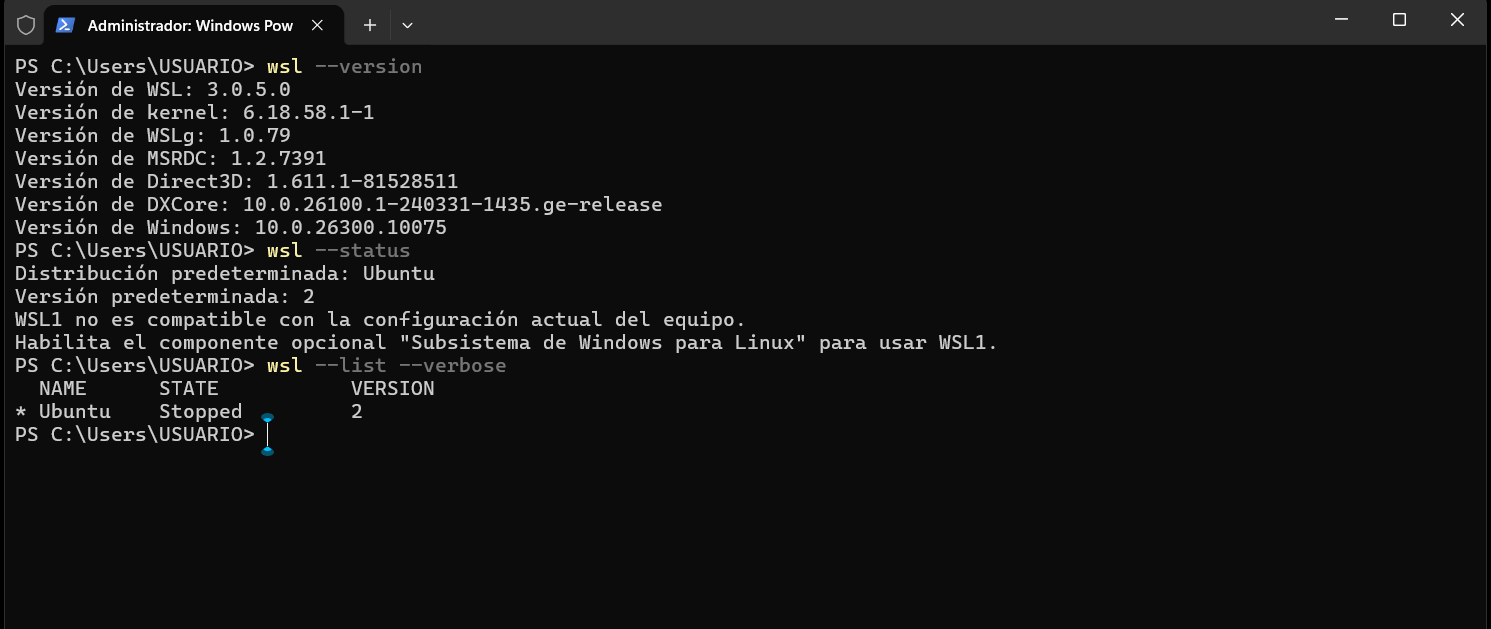 Administrador: Windows Pow
PS C:\Users\USUARIO> wsl --version
Versión de WSL: 3.0.5.0
Versión de kernel: 6.18.58.1-1
Versión de WSLg: 1.0.79
Versión de MSRDC: 1.2.7391
Versión de Direct3D: 1.611.1-81528511
Versión de DXCore: 10.0.26100.1-240331-1435.ge-release
Versión de Windows: 10.0.26300.10075
PS C:\Users\USUARIO> wsl --status
Distribución predeterminada: Ubuntu
Versión predeterminada: 2
WSL1 no es compatible con la configuración actual del equipo.
Habilita el componente opcional "Subsistema de Windows para Linux" para usar WSL1.
PS C:\Users\USUARIO> wsl --list --verbose
  NAME      STATE           VERSION
* Ubuntu    Stopped         2
PS C:\Users\USUARIO>